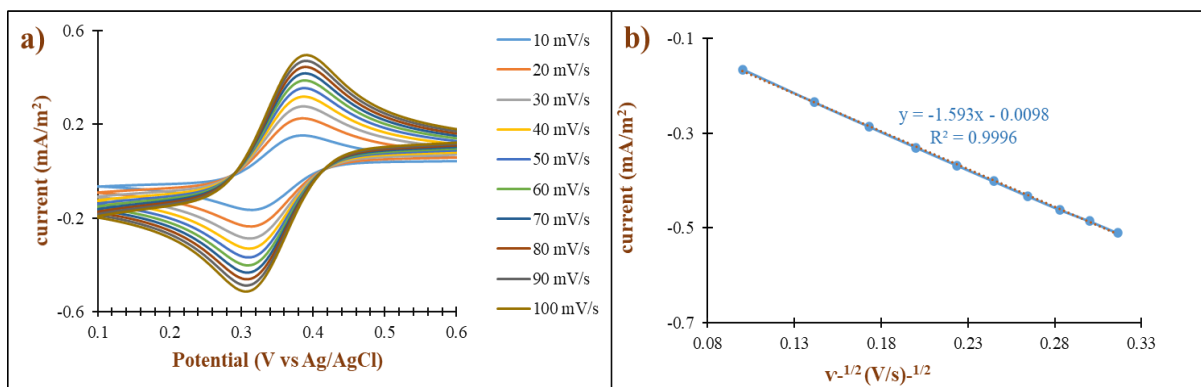 a)
current (mA/m²)
0.6
0.2
-0.2
-0.6
0.1
0.2
0.3
0.4
0.5
0.6
Potential (V vs Ag/AgCl)
10 mV/s
20 mV/s
30 mV/s
40 mV/s
50 mV/s
60 mV/s
70 mV/s
80 mV/s
90 mV/s
100 mV/s
b)
current (mA/m²)
-0.1
-0.3
-0.5
-0.7
y = -1.593x - 0.0098
R² = 0.9996
0.08
0.13
0.18
0.23
0.28
0.33
v-¹/² (V/s)-¹/²